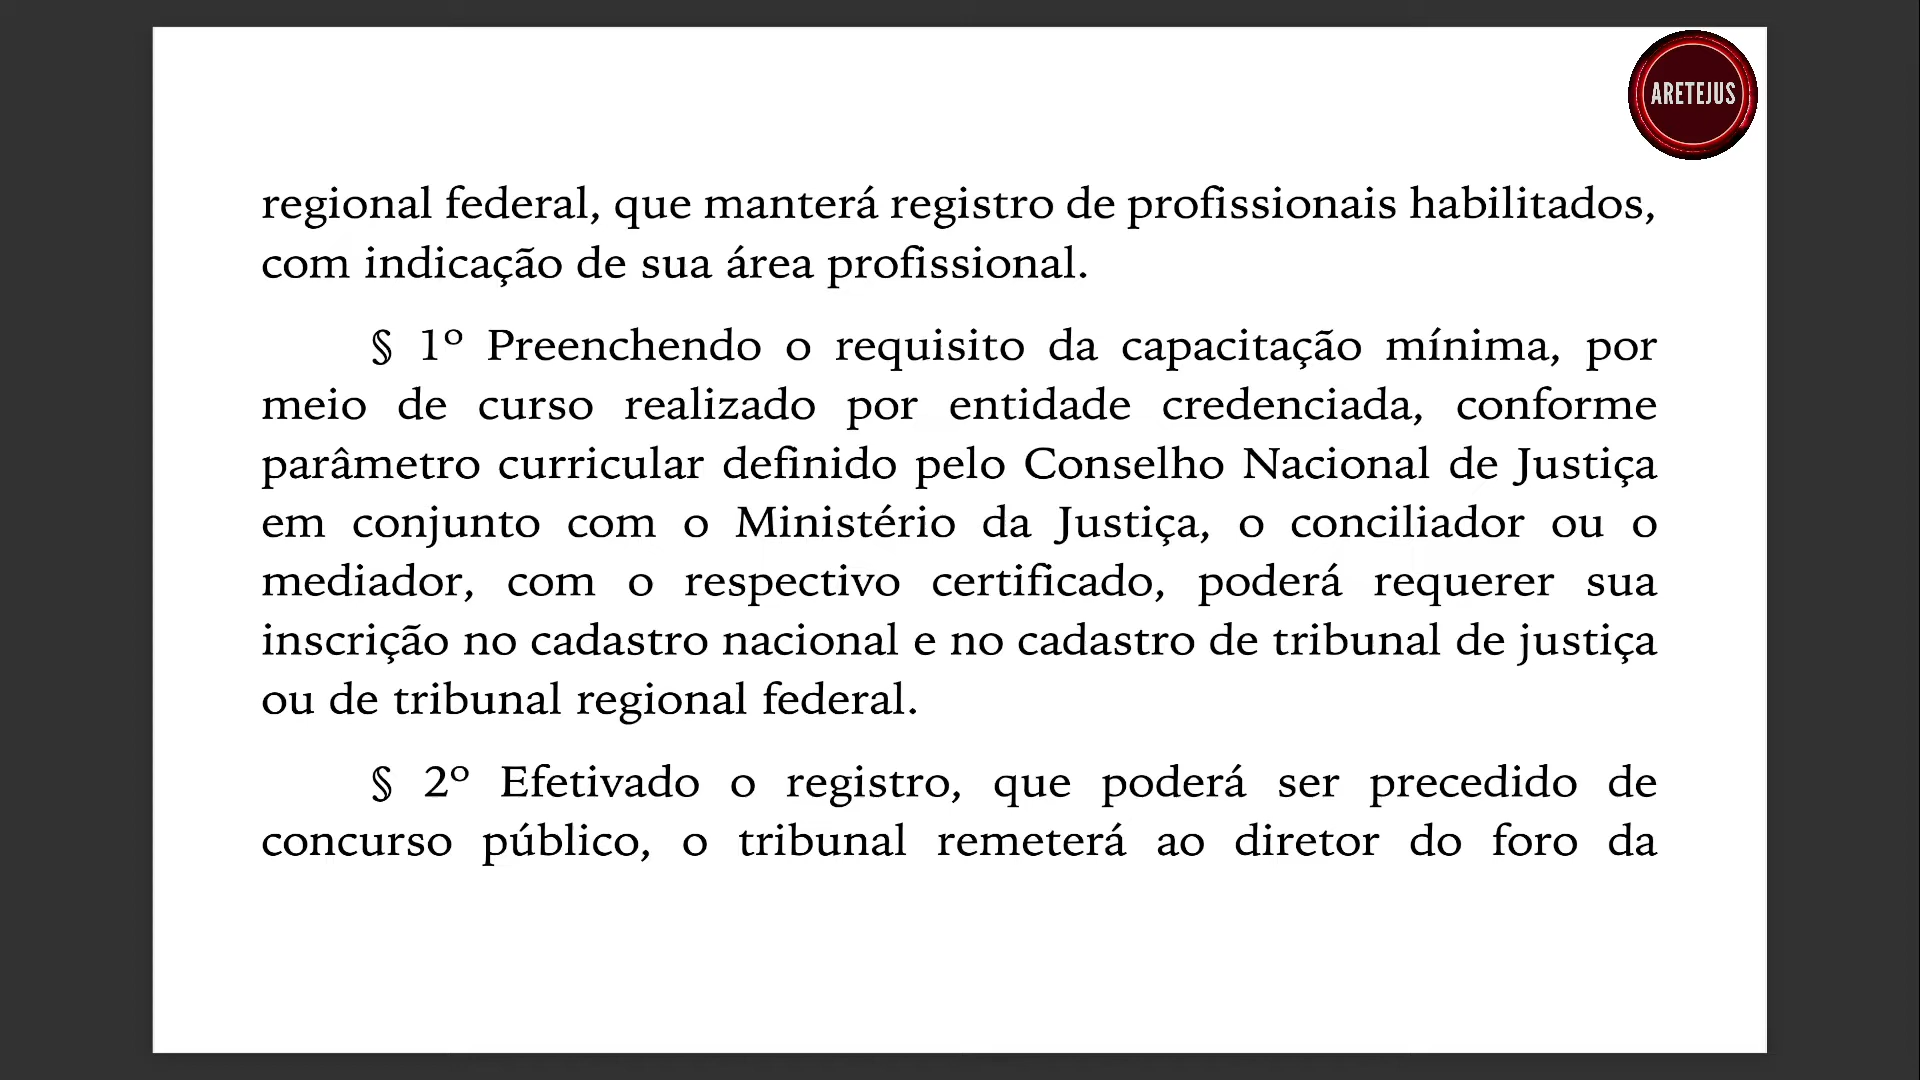 ARETEJUS
regional federal, que manterá registro de profissionais habilitados,
com indicação de sua área profissional.
§ 1º Preenchendo o requisito da capacitação mínima, por
meio de curso realizado por entidade credenciada, conforme
parâmetro curricular definido pelo Conselho Nacional de Justiça
em conjunto com o Ministério da Justiça, o conciliador ou o
mediador, com o respectivo certificado, poderá requerer sua
inscrição no cadastro nacional e no cadastro de tribunal de justiça
ou de tribunal regional federal.
§ 2º Efetivado o registro, que poderá ser precedido de
concurso público, o tribunal remeterá ao diretor do foro da